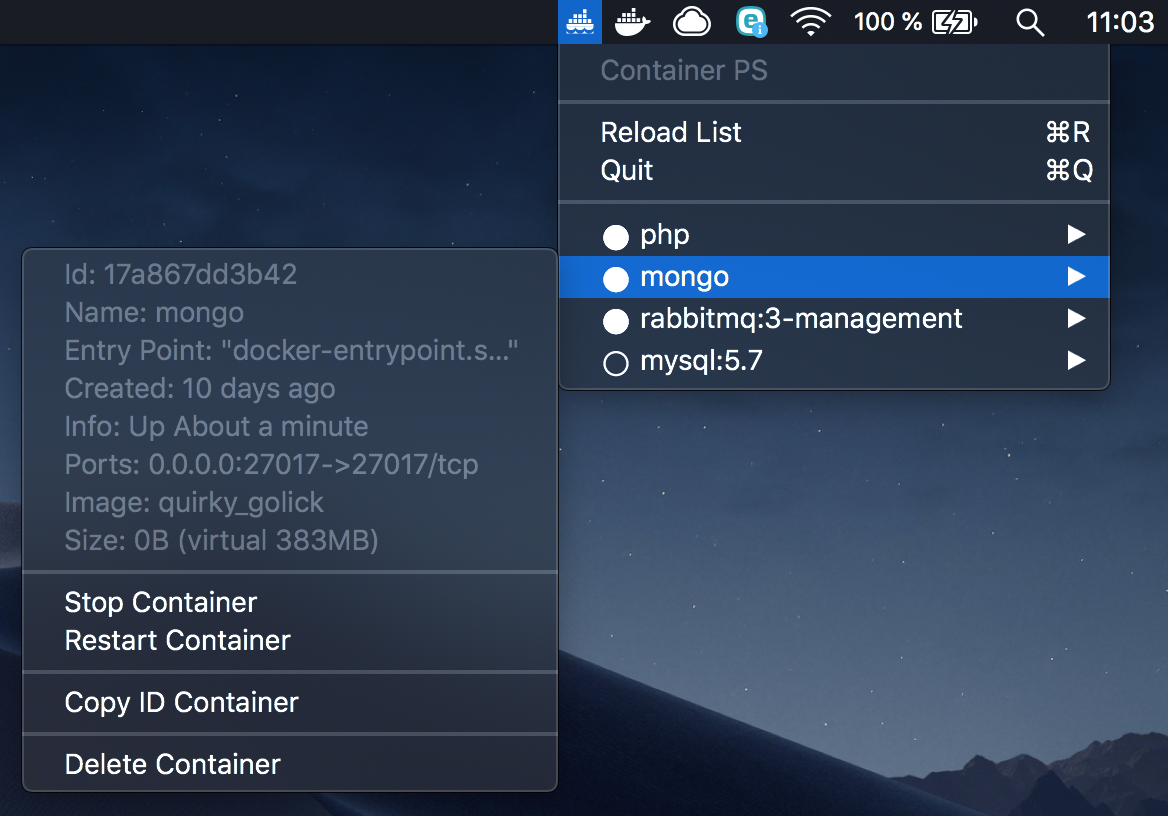 100 %
11:03
Container PS
Reload List ⌘R
Quit ⌘Q
php
mongo
rabbitmq:3-management
mysql:5.7
Id: 17a867dd3b42
Name: mongo
Entry Point: "docker-entrypoint.s..."
Created: 10 days ago
Info: Up About a minute
Ports: 0.0.0.0:27017->27017/tcp
Image: quirky_golick
Size: 0B (virtual 383MB)
Stop Container
Restart Container
Copy ID Container
Delete Container